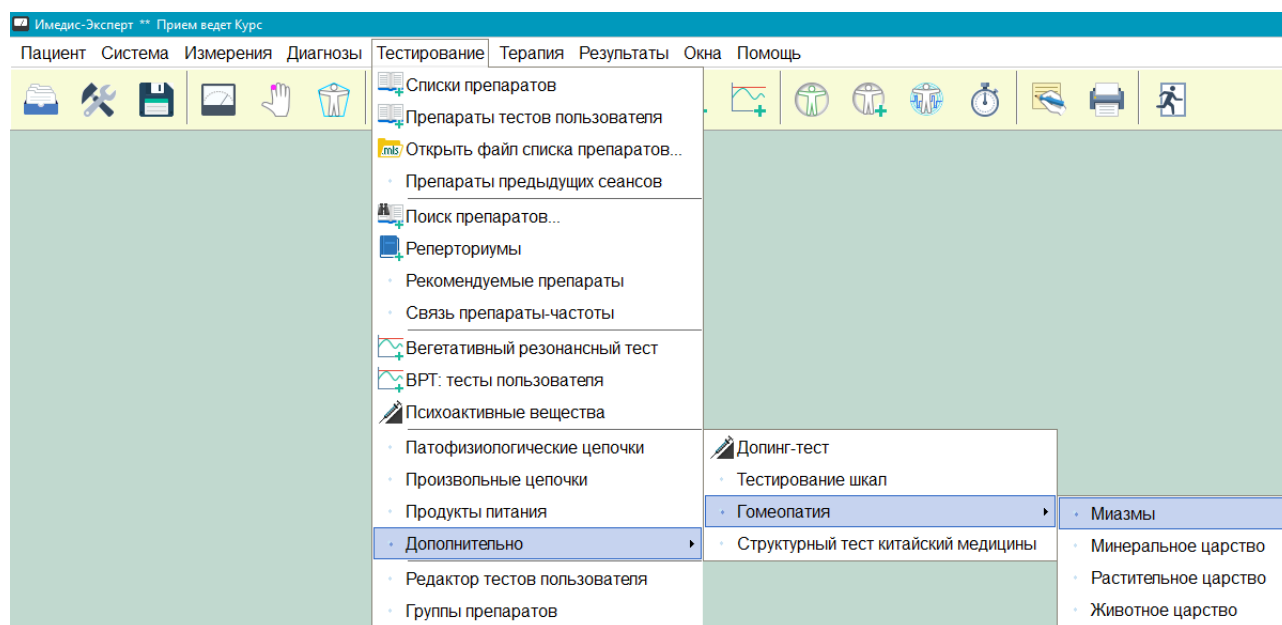 Имедис-Эксперт ** Прием ведет Курс
Пациент Система Измерения Диагнозы Тестирование Терапия Результаты Окна Помощь
Списки препаратов
Препараты тестов пользователя
.mls Открыть файл списка препаратов...
Препараты предыдущих сеансов
Поиск препаратов...
Реперториумы
Рекомендуемые препараты
Связь препараты-частоты
Вегетативный резонансный тест
ВРТ: тесты пользователя
Психоактивные вещества
Патофизиологические цепочки
Произвольные цепочки
Продукты питания
Дополнительно
Редактор тестов пользователя
Группы препаратов
Допинг-тест
Тестирование шкал
Гомеопатия
Структурный тест китайский медицины
Миазмы
Минеральное царство
Растительное царство
Животное царство